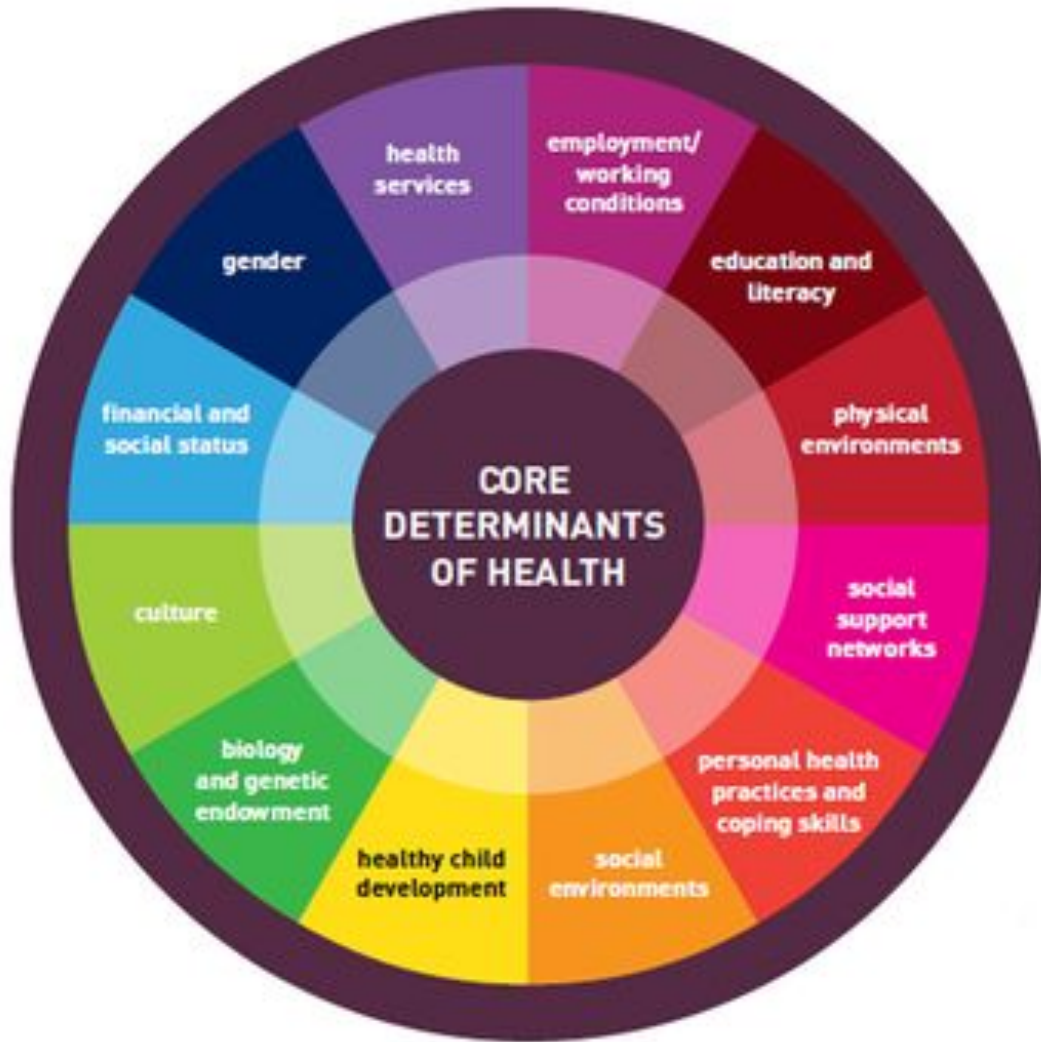 CORE
DETERMINANTS
OF HEALTH
employment/
working
conditions
education and
literacy
physical
environments
social
support
networks
personal health
practices and
coping skills
social
environments
healthy child
development
biology
and genetic
endowment
culture
financial and
social status
gender
health
services